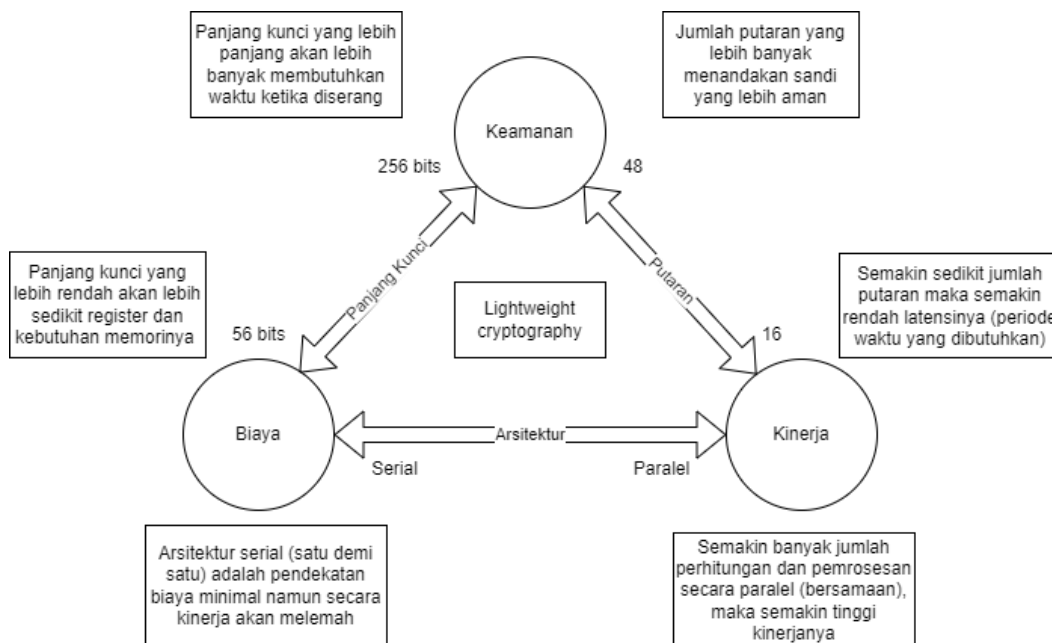 Panjang kunci yang lebih
panjang akan lebih
banyak membutuhkan
waktu ketika diserang
Jumlah putaran yang
lebih banyak
menandakan sandi
yang lebih aman
Keamanan
256 bits
48
Panjang Kunci
Putaran
Panjang kunci yang
lebih rendah akan lebih
sedikit register dan
kebutuhan memorinya
Lightweight
cryptography
Semakin sedikit jumlah
putaran maka semakin
rendah latensinya (periode
waktu yang dibutuhkan)
56 bits
16
Biaya
Arsitektur
Kinerja
Serial
Paralel
Arsitektur serial (satu demi
satu) adalah pendekatan
biaya minimal namun secara
kinerja akan melemah
Semakin banyak jumlah
perhitungan dan pemrosesan
secara paralel (bersamaan),
maka semakin tinggi
kinerjanya